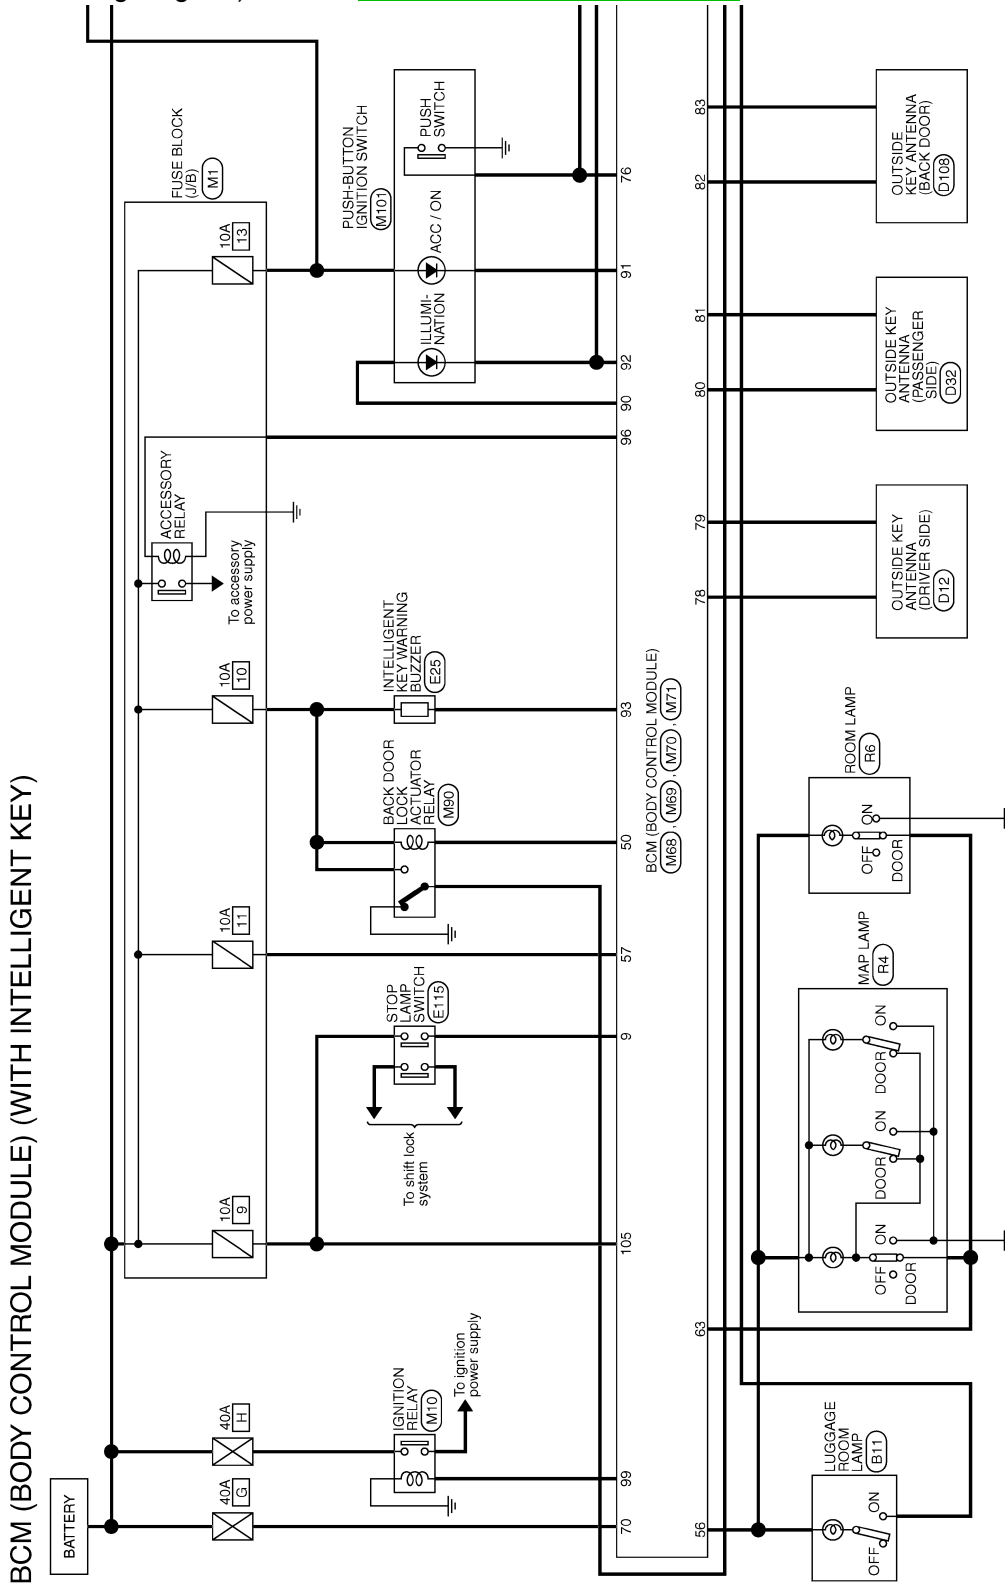 BCM (BODY CONTROL MODULE) (WITH INTELLIGENT KEY)
BATTERY
40A
G
40A
H
10A
9
10A
11
10A
10
10A
13
FUSE BLOCK
(J/B)
M1
ACCESSORY
RELAY
To accessory
power supply
IGNITION
RELAY
M10
To ignition
power supply
STOP
LAMP
SWITCH
E115
To shift lock
system
BACK DOOR
LOCK
ACTUATOR
RELAY
M90
INTELLIGENT
KEY WARNING
BUZZER
E25
PUSH-BUTTON
IGNITION SWITCH
M101
ILLUMI-
NATION
ACC / ON
PUSH
SWITCH
70
99
105
9
57
50
93
96
90
92
91
76
BCM (BODY CONTROL MODULE)
M68 , M69 , M70 , M71
56
63
78
79
80
81
82
83
LUGGAGE
ROOM
LAMP
B11
OFF
ON
MAP LAMP
R4
OFF
ON
DOOR
DOOR
ON
DOOR
ON
ROOM LAMP
R6
OFF
ON
DOOR
OUTSIDE KEY
ANTENNA
(DRIVER SIDE)
D12
OUTSIDE KEY
ANTENNA
(PASSENGER
SIDE)
D32
OUTSIDE
KEY ANTENNA
(BACK DOOR)
D108